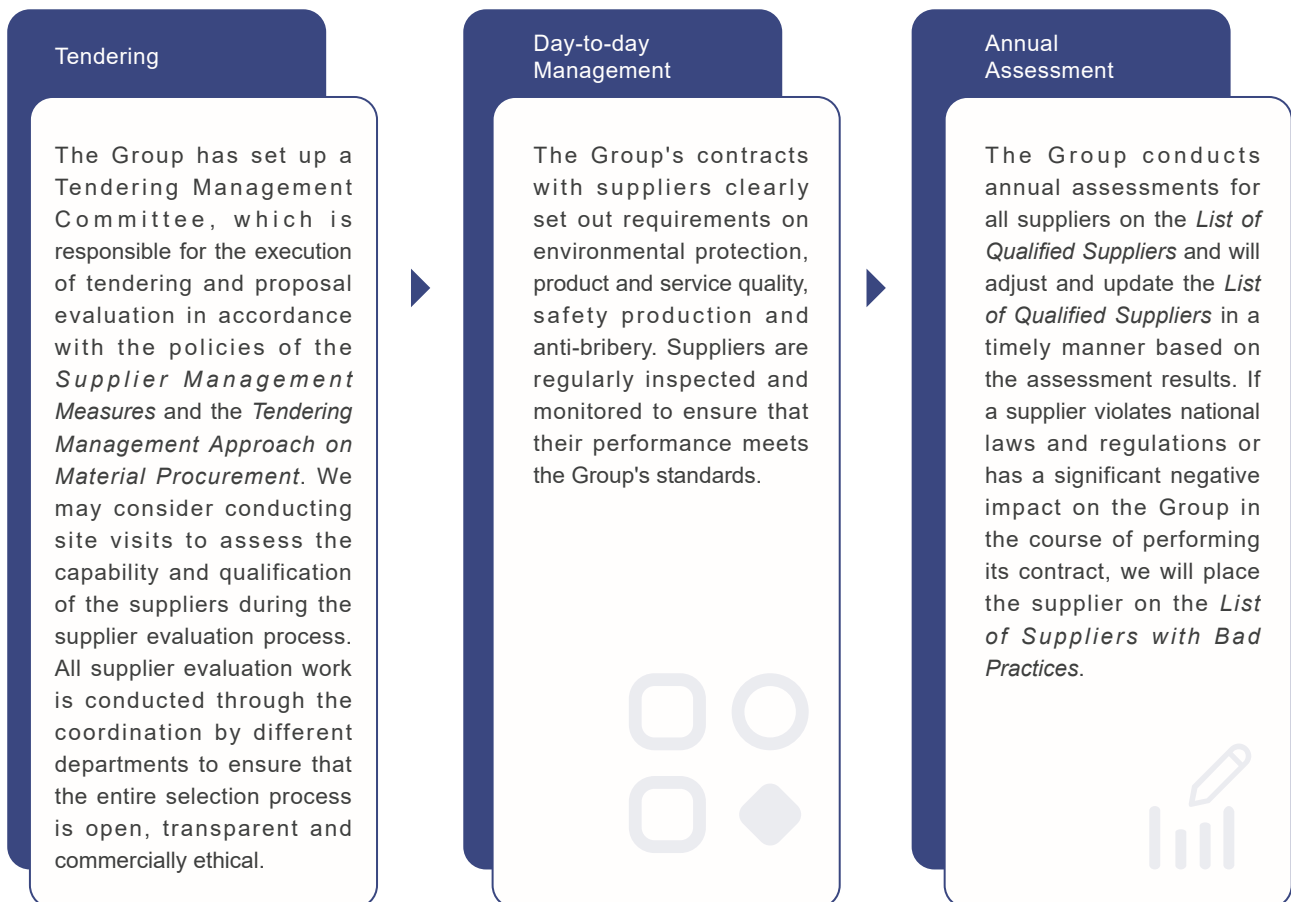 Tendering
The Group has set up a
Tendering Management
Committee, which is
responsible for the execution
of tendering and proposal
evaluation in accordance
with the policies of the
Supplier Management
Measures and the Tendering
Management Approach on
Material Procurement. We
may consider conducting
site visits to assess the
capability and qualification
of the suppliers during the
supplier evaluation process.
All supplier evaluation work
is conducted through the
coordination by different
departments to ensure that
the entire selection process
is open, transparent and
commercially ethical.
Day-to-day
Management
The Group's contracts
with suppliers clearly
set out requirements on
environmental protection,
product and service quality,
safety production and
anti-bribery. Suppliers are
regularly inspected and
monitored to ensure that
their performance meets
the Group's standards.
Annual
Assessment
The Group conducts
annual assessments for
all suppliers on the List of
Qualified Suppliers and will
adjust and update the List
of Qualified Suppliers in a
timely manner based on
the assessment results. If
a supplier violates national
laws and regulations or
has a significant negative
impact on the Group in
the course of performing
its contract, we will place
the supplier on the List
of Suppliers with Bad
Practices.